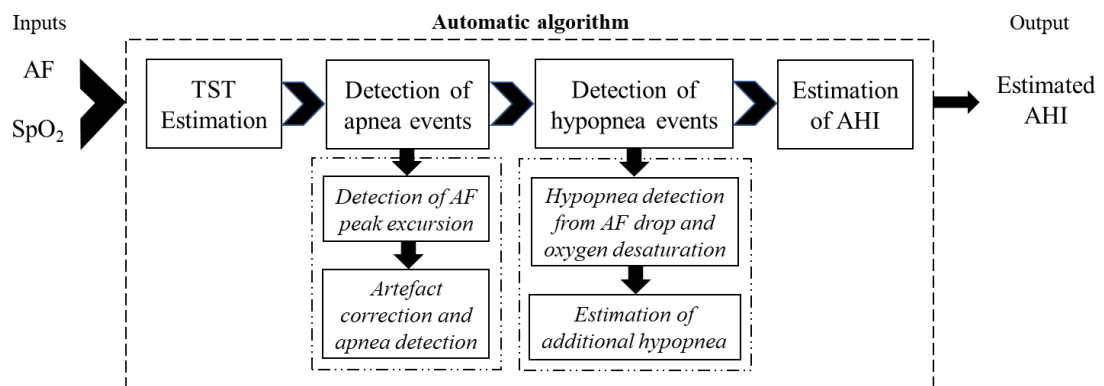 Inputs
Automatic algorithm
Output
AF
SpO₂
TST
Estimation
Detection of
apnea events
Detection of
hypopnea events
Estimation
of AHI
Estimated
AHI
Detection of AF
peak excursion
Artefact
correction and
apnea detection
Hypopnea detection
from AF drop and
oxygen desaturation
Estimation of
additional hypopnea